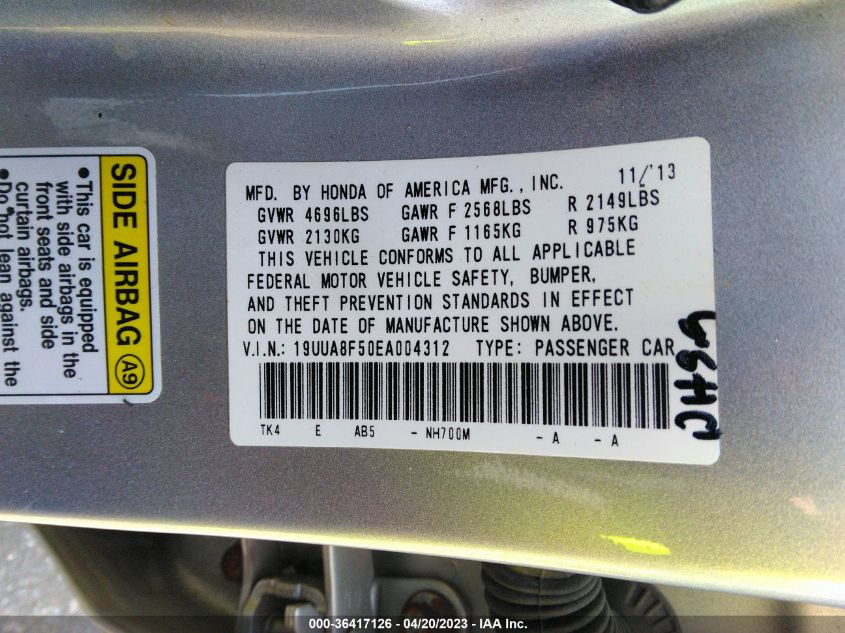 MFD. BY HONDA OF AMERICA MFG., INC. 11/'13
GVWR 4696LBS GAWR F 2568LBS R 2149LBS
GVWR 2130KG GAWR F 1165KG R 975KG
THIS VEHICLE CONFORMS TO ALL APPLICABLE
FEDERAL MOTOR VEHICLE SAFETY, BUMPER,
AND THEFT PREVENTION STANDARDS IN EFFECT
ON THE DATE OF MANUFACTURE SHOWN ABOVE.
V.I.N.: 19UUA8F50EA004312 TYPE: PASSENGER CAR
TK4 E AB5 - NH700M - A - A
SIDE AIRBAG A9
• This car is equipped
with side airbags in the
front seats and side
curtain airbags.
• Do not lean against the
000-36417126 - 04/20/2023 - IAA Inc.